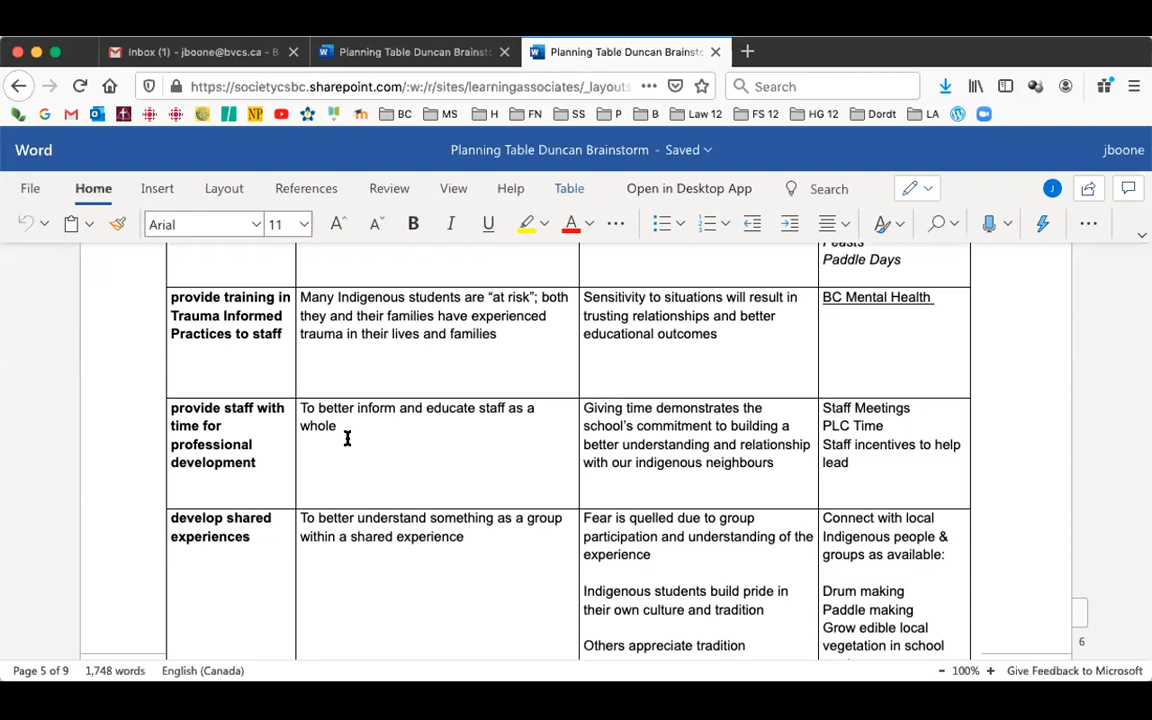 Inbox (1) - jboone@bvcs.ca - B
Planning Table Duncan Brainst
Planning Table Duncan Brainst
https://societycsbc.sharepoint.com/:w:/r/sites/learningassociates/_layouts
Search
BC MS H FN SS P B Law 12 FS 12 HG 12 Dordt LA
Word
Planning Table Duncan Brainstorm - Saved
jboone
File Home Insert Layout References Review View Help Table Open in Desktop App Search
Arial 11
Feasts
Paddle Days
provide training in
Trauma Informed
Practices to staff
Many Indigenous students are “at risk”; both
they and their families have experienced
trauma in their lives and families
Sensitivity to situations will result in
trusting relationships and better
educational outcomes
BC Mental Health
provide staff with
time for
professional
development
To better inform and educate staff as a
whole
Giving time demonstrates the
school’s commitment to building a
better understanding and relationship
with our indigenous neighbours
Staff Meetings
PLC Time
Staff incentives to help
lead
develop shared
experiences
To better understand something as a group
within a shared experience
Fear is quelled due to group
participation and understanding of the
experience
Indigenous students build pride in
their own culture and tradition
Others appreciate tradition
Connect with local
Indigenous people &
groups as available:
Drum making
Paddle making
Grow edible local
vegetation in school
6
Page 5 of 9 1,748 words English (Canada)
- 100% + Give Feedback to Microsoft